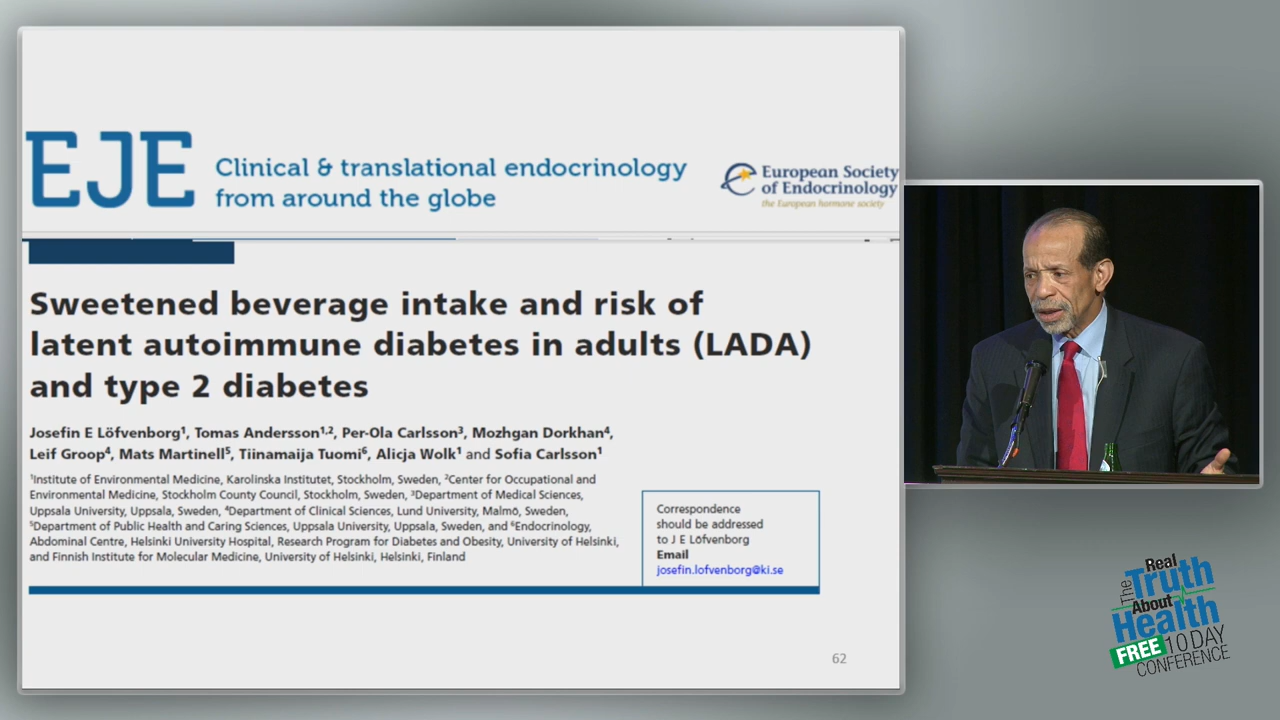 EJE
Clinical & translational endocrinology
from around the globe
European Society
of Endocrinology
the European hormone society
Sweetened beverage intake and risk of
latent autoimmune diabetes in adults (LADA)
and type 2 diabetes
Josefin E Löfvenborg¹, Tomas Andersson¹,², Per-Ola Carlsson³, Mozhgan Dorkhan⁴,
Leif Groop⁴, Mats Martinell⁵, Tiinamaija Tuomi⁶, Alicja Wolk¹ and Sofia Carlsson¹
¹Institute of Environmental Medicine, Karolinska Institutet, Stockholm, Sweden, ²Center for Occupational and
Environmental Medicine, Stockholm County Council, Stockholm, Sweden, ³Department of Medical Sciences,
Uppsala University, Uppsala, Sweden, ⁴Department of Clinical Sciences, Lund University, Malmö, Sweden,
⁵Department of Public Health and Caring Sciences, Uppsala University, Uppsala, Sweden, and ⁶Endocrinology,
Abdominal Centre, Helsinki University Hospital, Research Program for Diabetes and Obesity, University of Helsinki,
and Finnish Institute for Molecular Medicine, University of Helsinki, Helsinki, Finland
Correspondence
should be addressed
to J E Löfvenborg
Email
josefin.lofvenborg@ki.se
62
The Real
Truth
About
Health
FREE 10 DAY
CONFERENCE